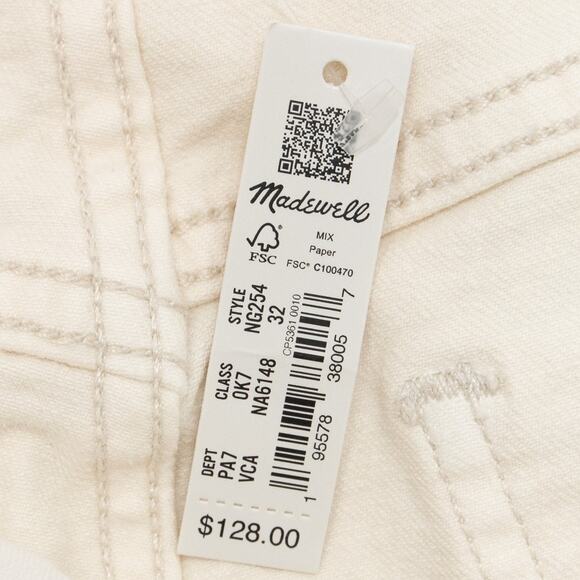 Madewell
FSC
MIX
Paper
FSC® C100470
STYLE
NG254
32
CLASS
0K7
NA6148
DEPT
PA7
VCA
CP5361 0010
1 95578 38005 7
$128.00